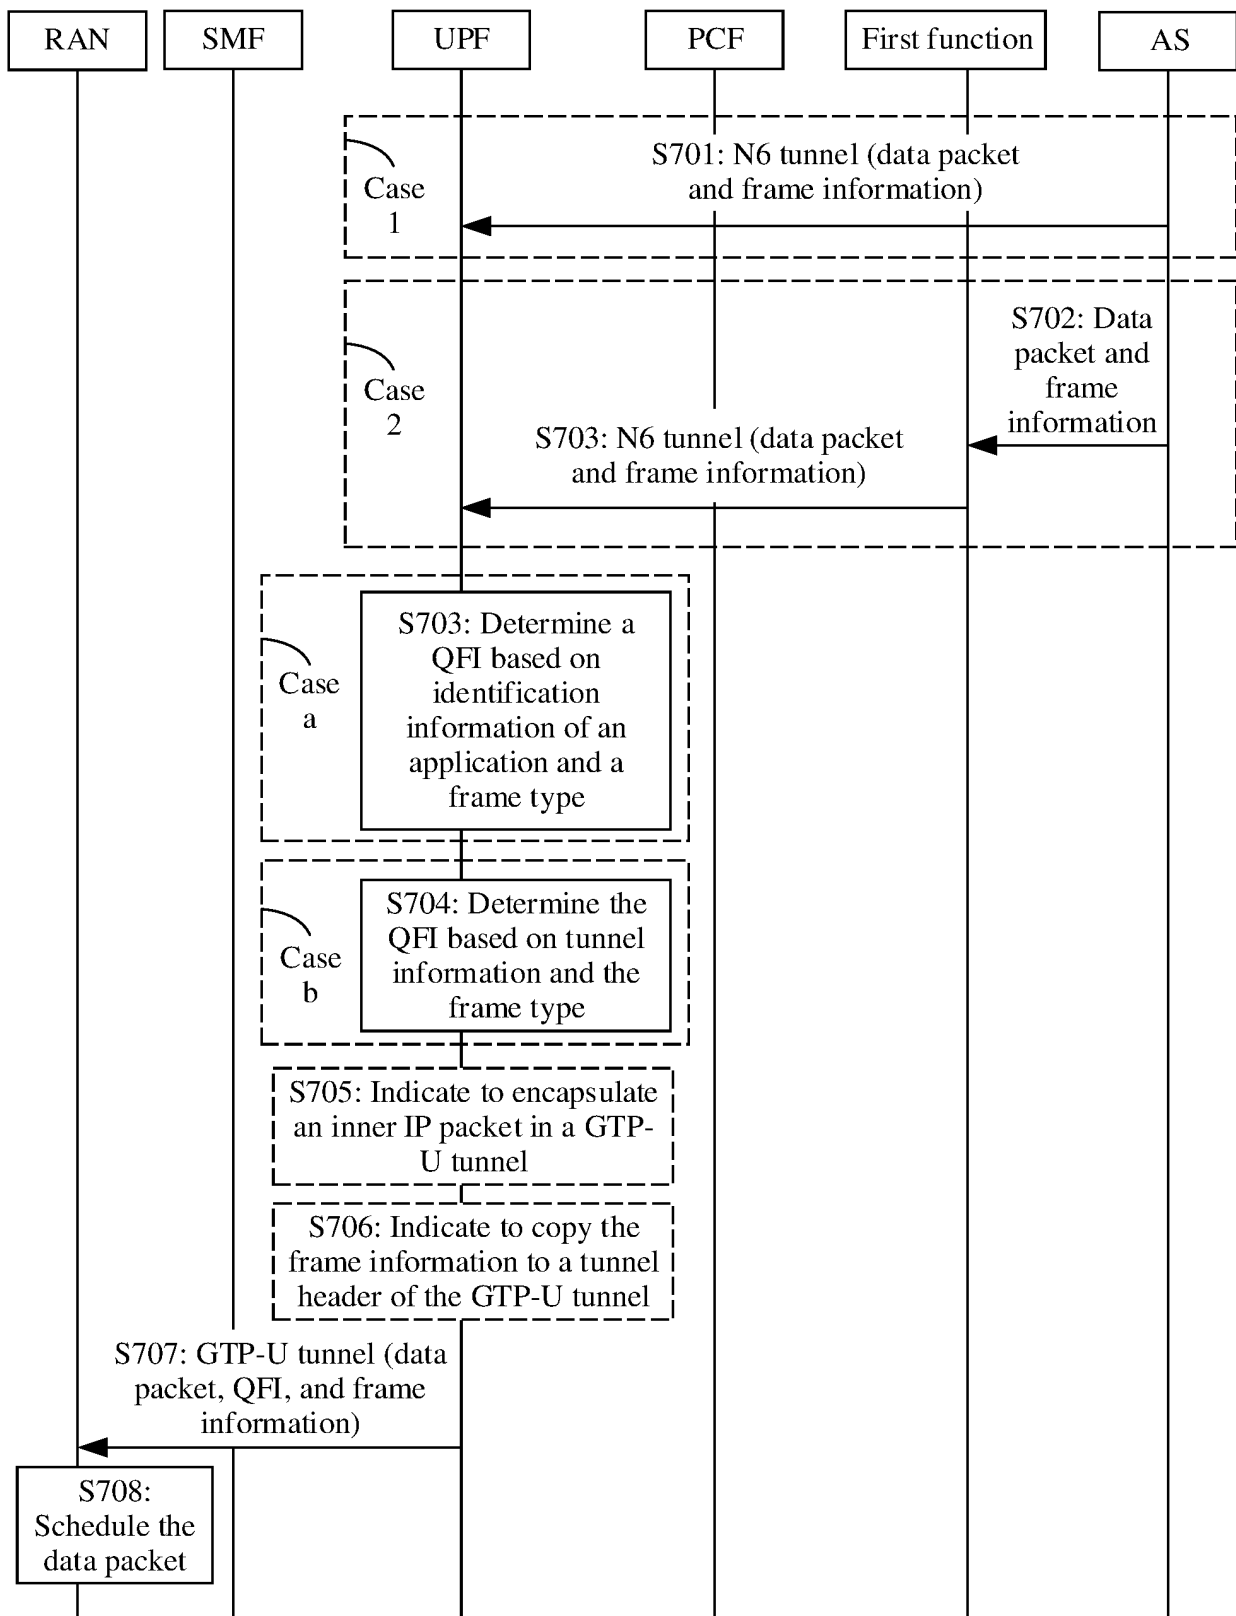 RAN
SMF
UPF
PCF
First function
AS
S701: N6 tunnel (data packet
and frame information)
Case
1
S702: Data
packet and
frame
information
Case
2
S703: N6 tunnel (data packet
and frame information)
S703: Determine a
QFI based on
identification
information of an
application and a
frame type
Case
a
S704: Determine the
QFI based on tunnel
information and the
frame type
Case
b
S705: Indicate to encapsulate
an inner IP packet in a GTP-
U tunnel
S706: Indicate to copy the
frame information to a tunnel
header of the GTP-U tunnel
S707: GTP-U tunnel (data
packet, QFI, and frame
information)
S708:
Schedule the
data packet